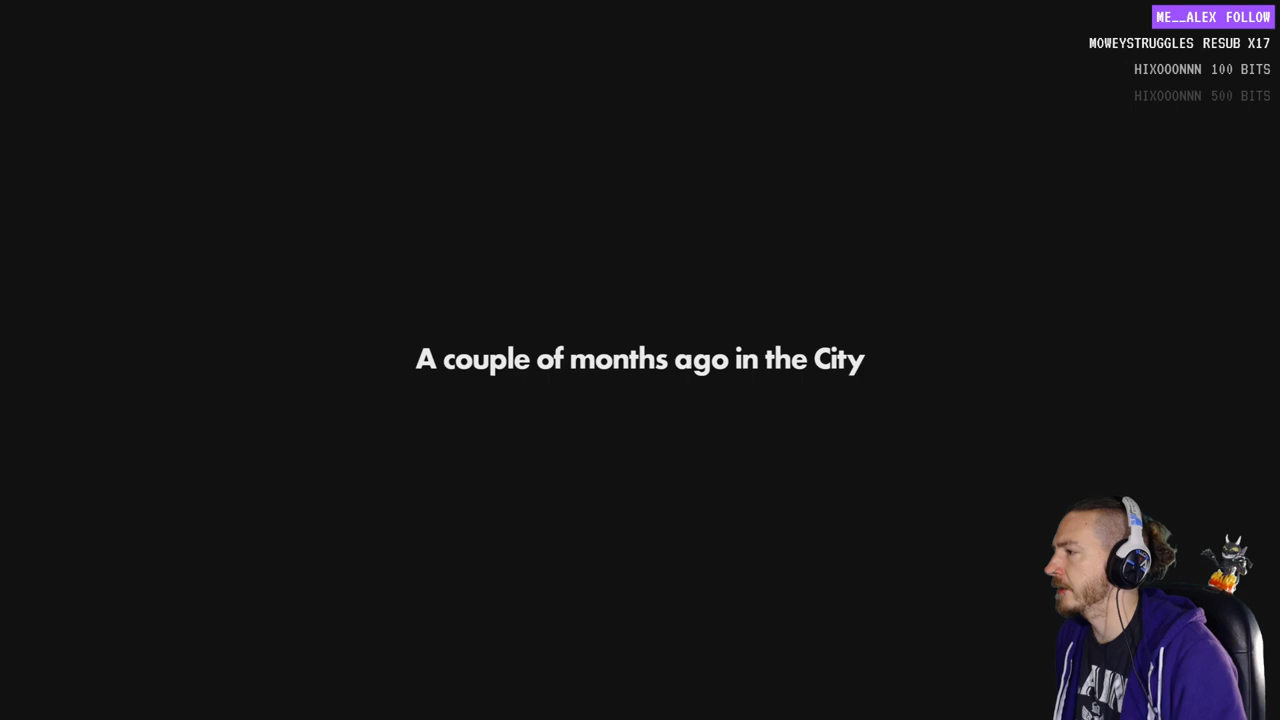 ME__ALEX FOLLOW
MOWEYSTRUGGLES RESUB X17
HIXOOONNN 100 BITS
HIXOOONNN 500 BITS
A couple of months ago in the City